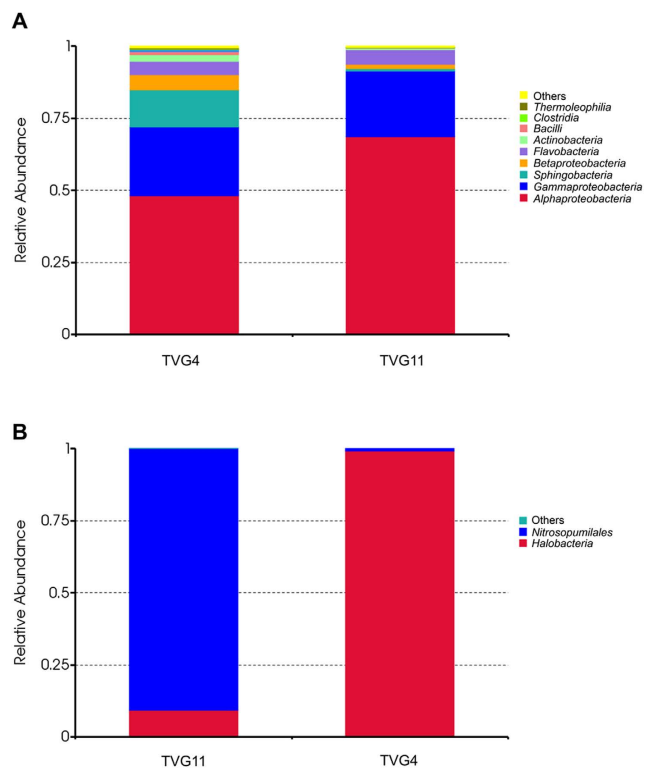 A
1
0.75
0.5
0.25
0
Relative Abundance
TVG4
TVG11
Others
Thermoleophilia
Clostridia
Bacilli
Actinobacteria
Flavobacteria
Betaproteobacteria
Sphingobacteria
Gammaproteobacteria
Alphaproteobacteria
B
1
0.75
0.5
0.25
0
Relative Abundance
TVG11
TVG4
Others
Nitrosopumilales
Halobacteria